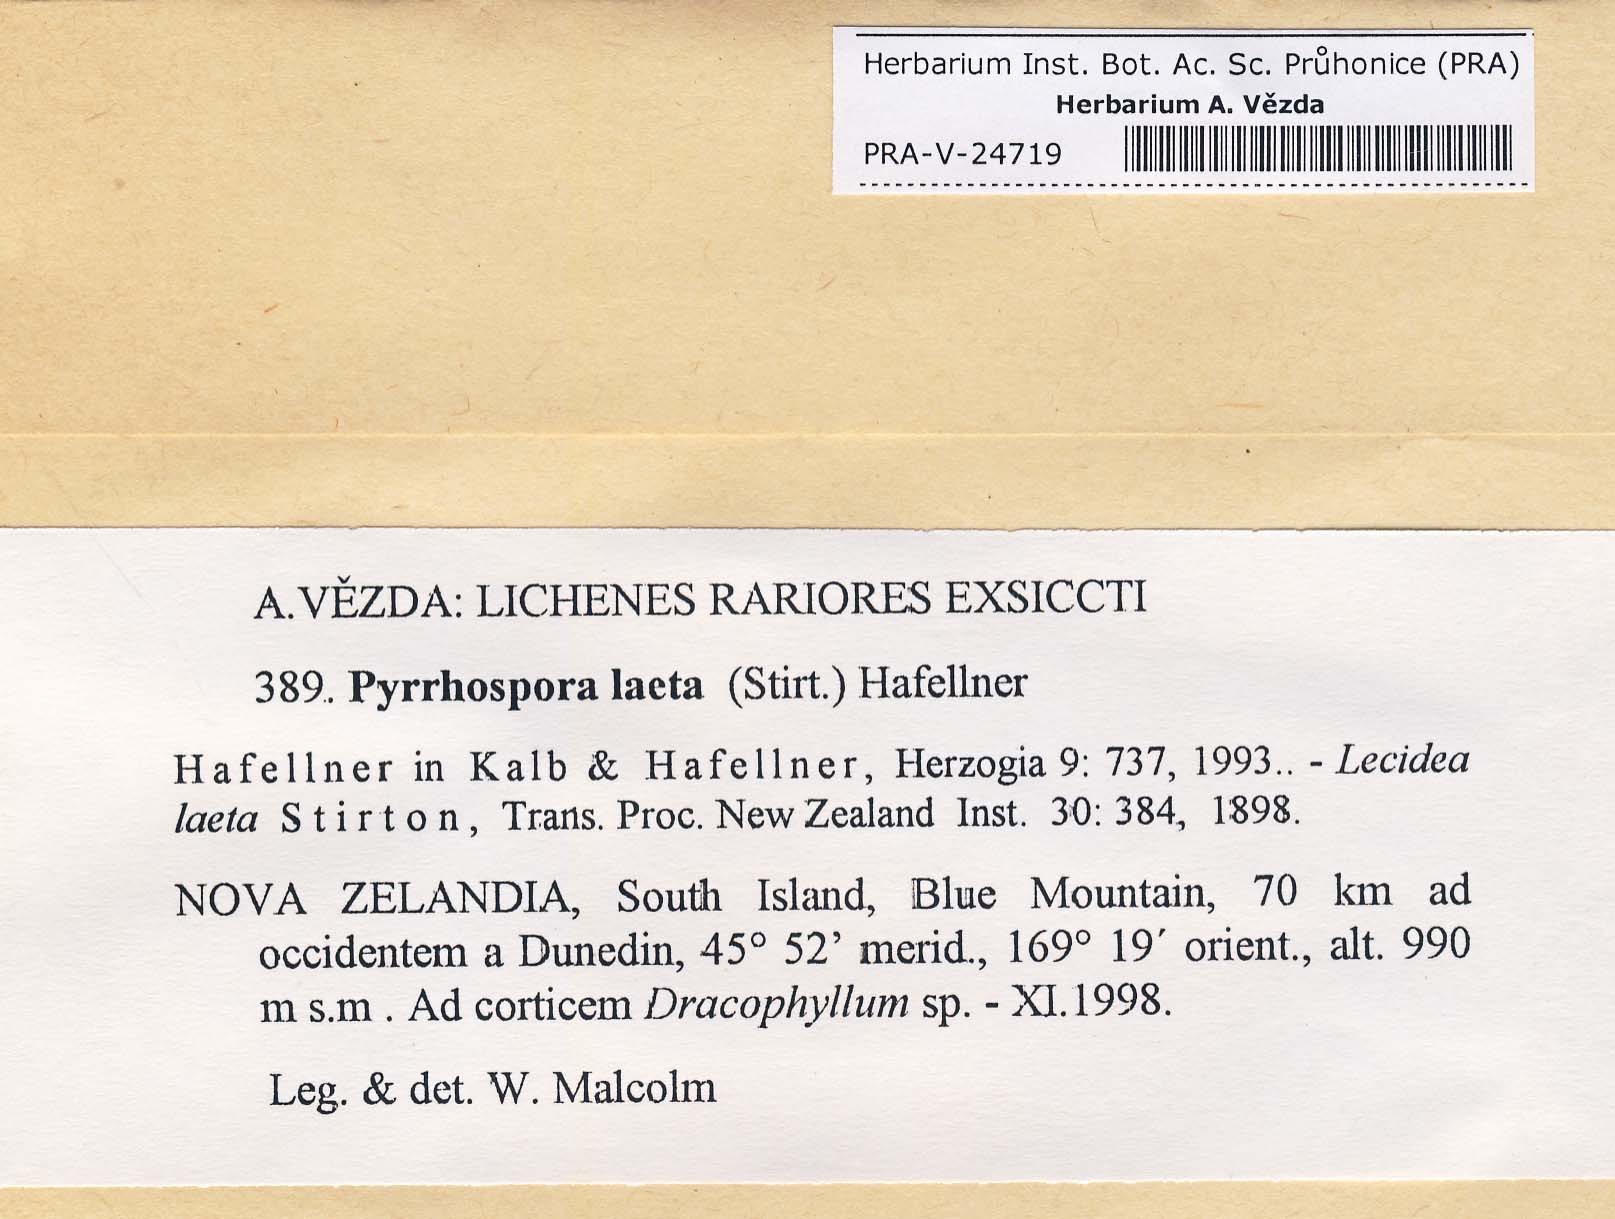 Herbarium Inst. Bot. Ac. Sc. Průhonice (PRA)
Herbarium A. Vězda
PRA-V-24719
A. VĚZDA: LICHENES RARIORES EXSICCTI
389. Pyrrhospora laeta (Stirt.) Hafellner
Hafellner in Kalb & Hafellner, Herzogia 9: 737, 1993.. - Lecidea
laeta Stirton, Trans. Proc. New Zealand Inst. 30: 384, 1898.
NOVA ZELANDIA, South Island, Blue Mountain, 70 km ad
occidentem a Dunedin, 45° 52’ merid., 169° 19′ orient., alt. 990
m s.m . Ad corticem Dracophyllum sp. - XI.1998.
Leg. & det. W. Malcolm